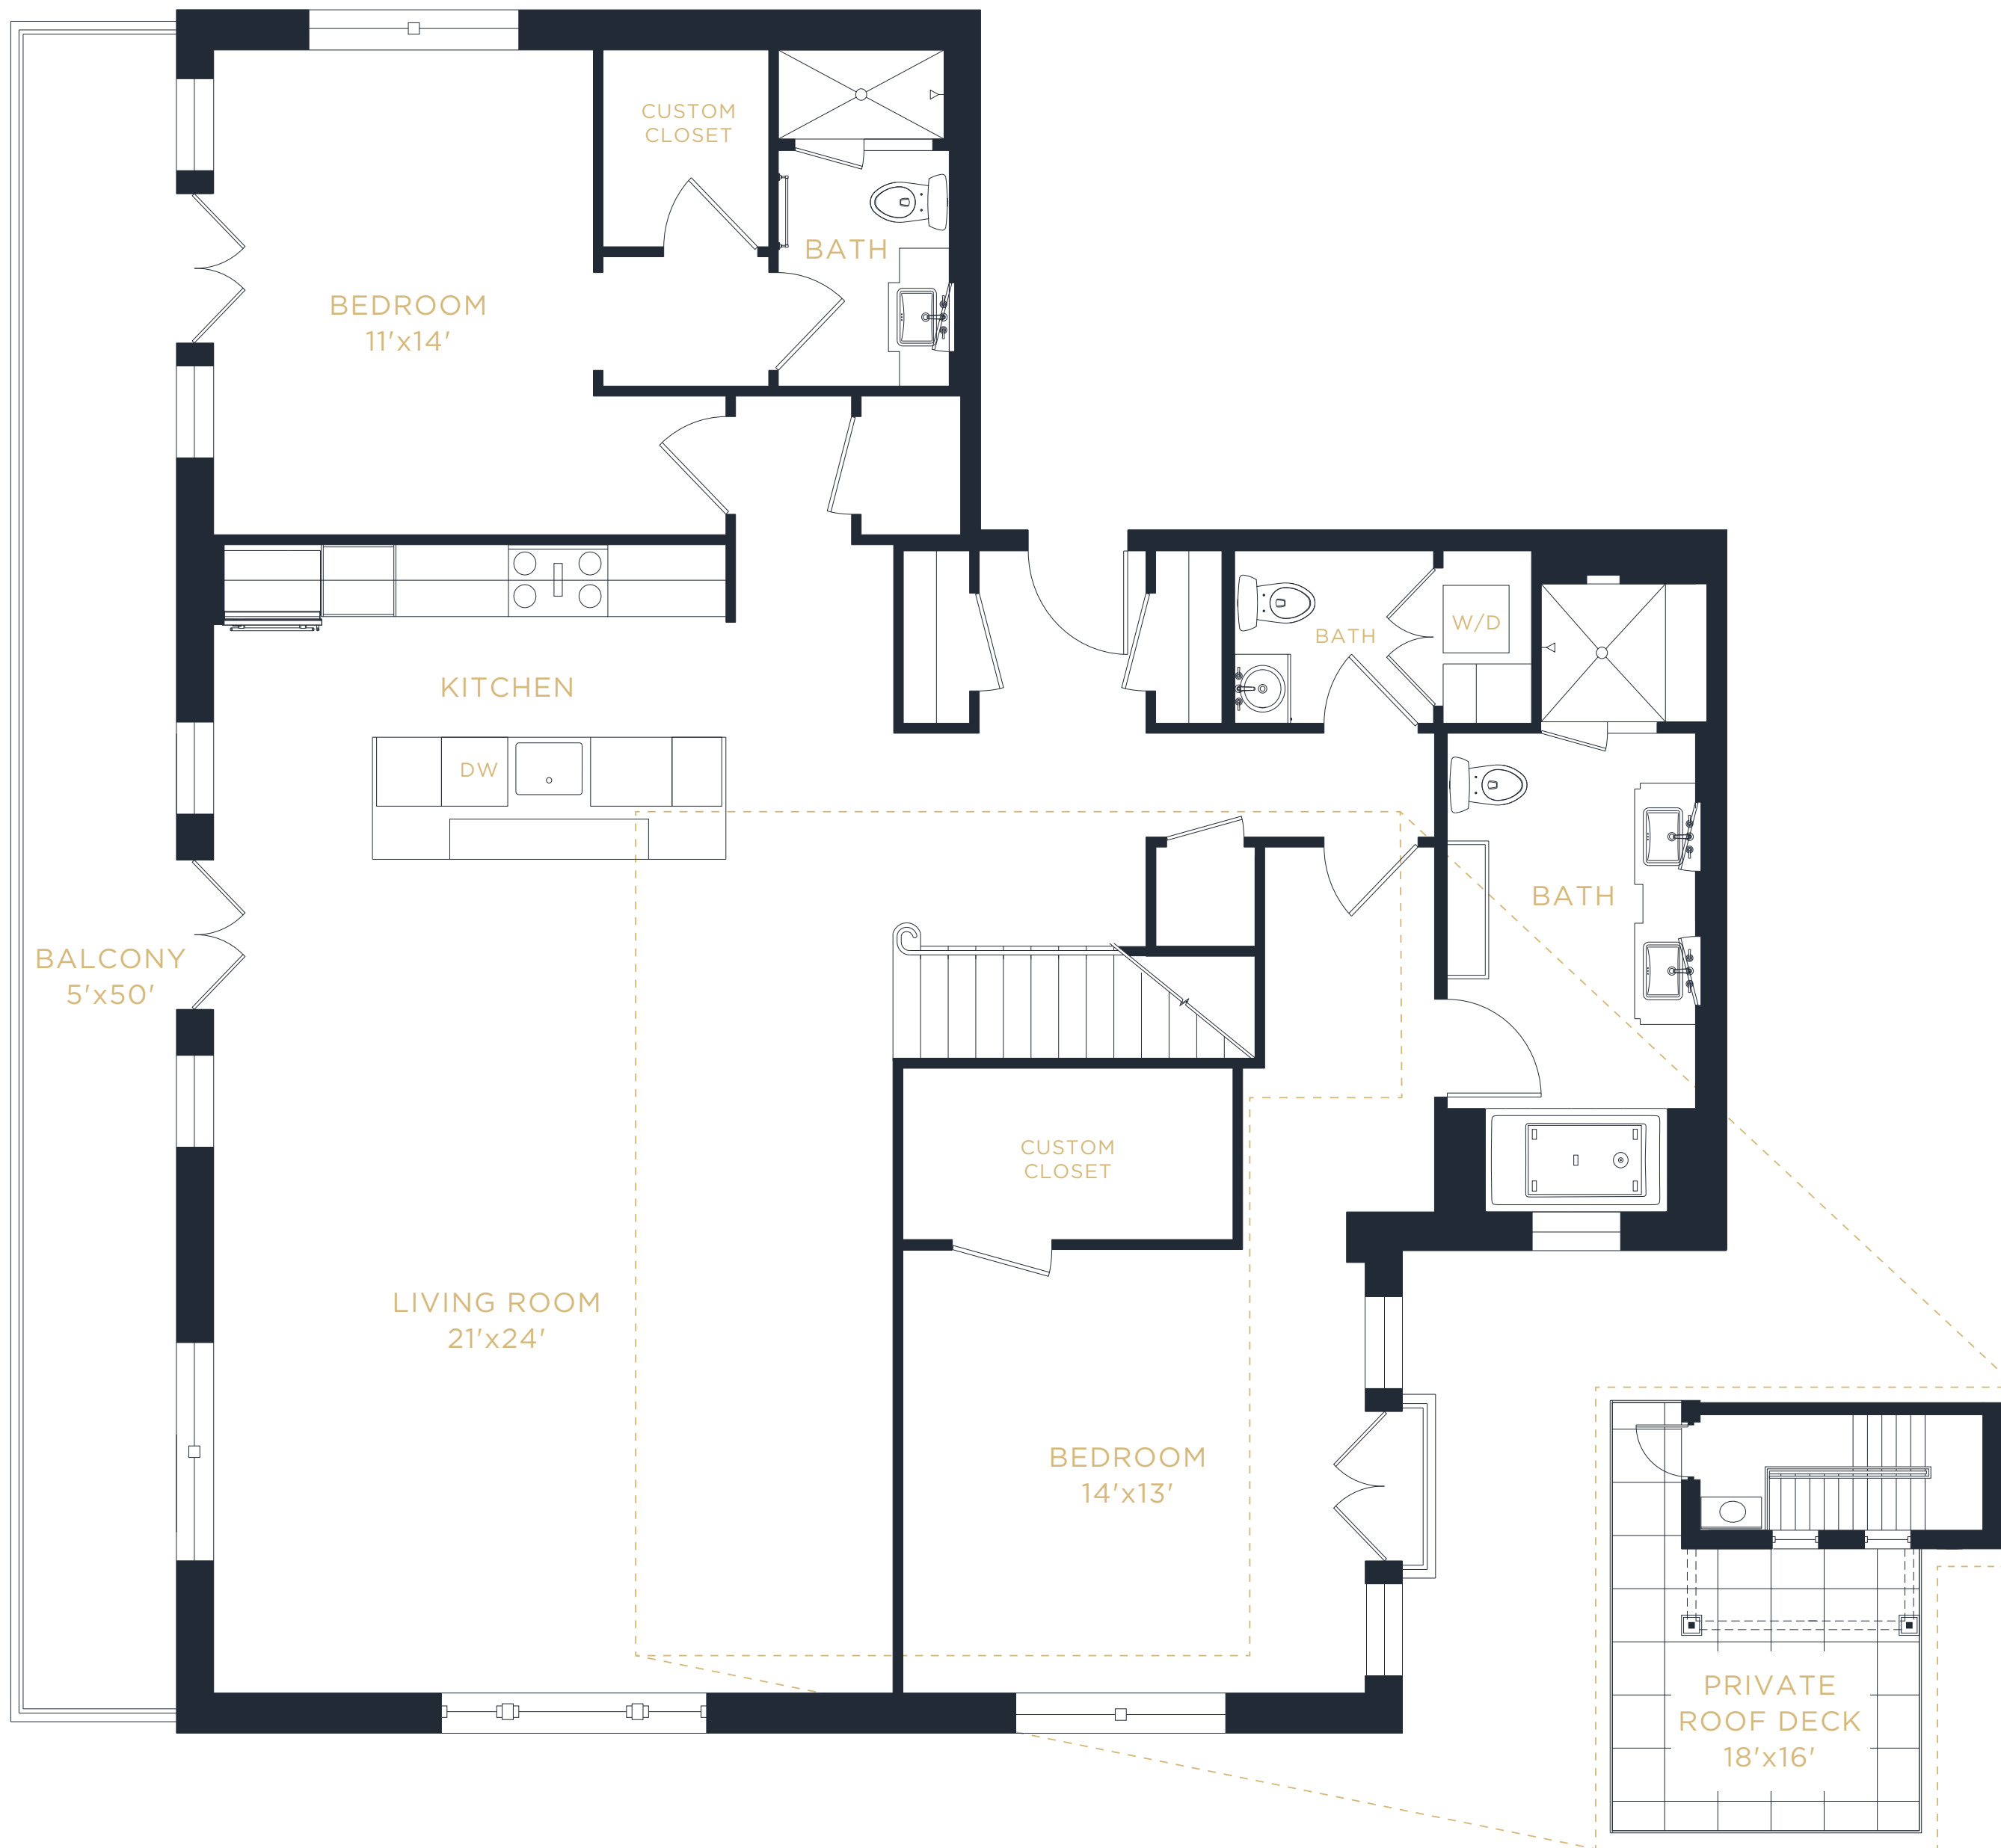 CUSTOM
CLOSET
BATH
BEDROOM
11'x14'
KITCHEN
DW
BATH
W/D
BATH
BALCONY
5'x50'
CUSTOM
CLOSET
LIVING ROOM
21'x24'
BEDROOM
14'x13'
PRIVATE
ROOF DECK
18'x16'